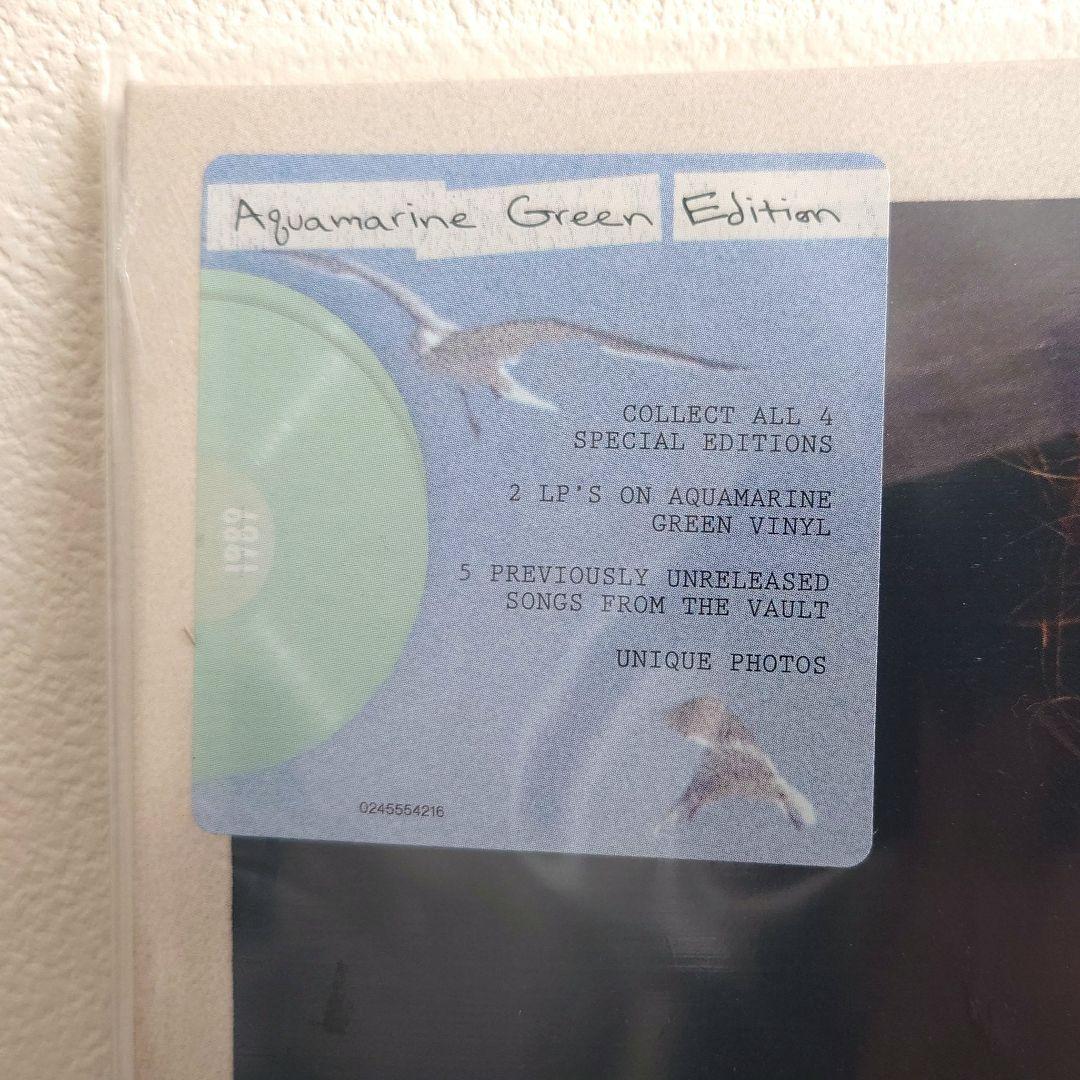 Aquamarine Green Edition
COLLECT ALL 4
SPECIAL EDITIONS
2 LP'S ON AQUAMARINE
GREEN VINYL
5 PREVIOUSLY UNRELEASED
SONGS FROM THE VAULT
UNIQUE PHOTOS
0245554216